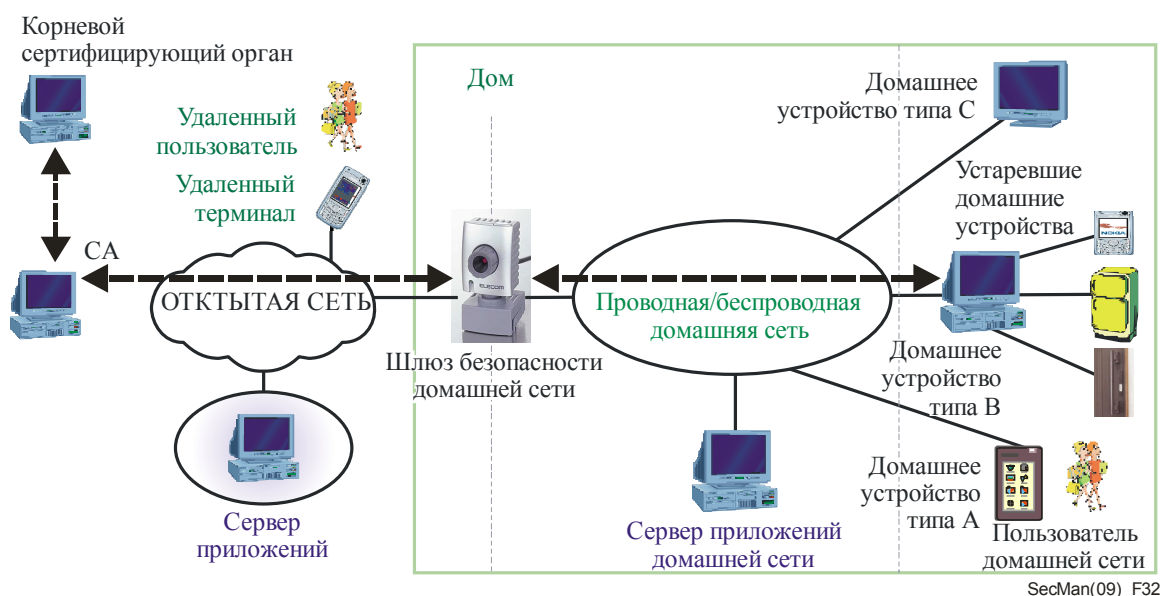 Корневой
сертифицирующий орган
Удаленный
пользователь
Удаленный
терминал
CA
ОТКТЫТАЯ СЕТЬ
Сервер
приложений
Дом
ELECOM
Шлюз безопасности
домашней сети
Проводная/беспроводная
домашняя сеть
Сервер приложений
домашней сети
Домашнее
устройство типа C
Устаревшие
домашние
устройства
NOKIA
Домашнее
устройство
типа B
Домашнее
устройство
типа A
Пользователь
домашней сети
SecMan(09)_F32